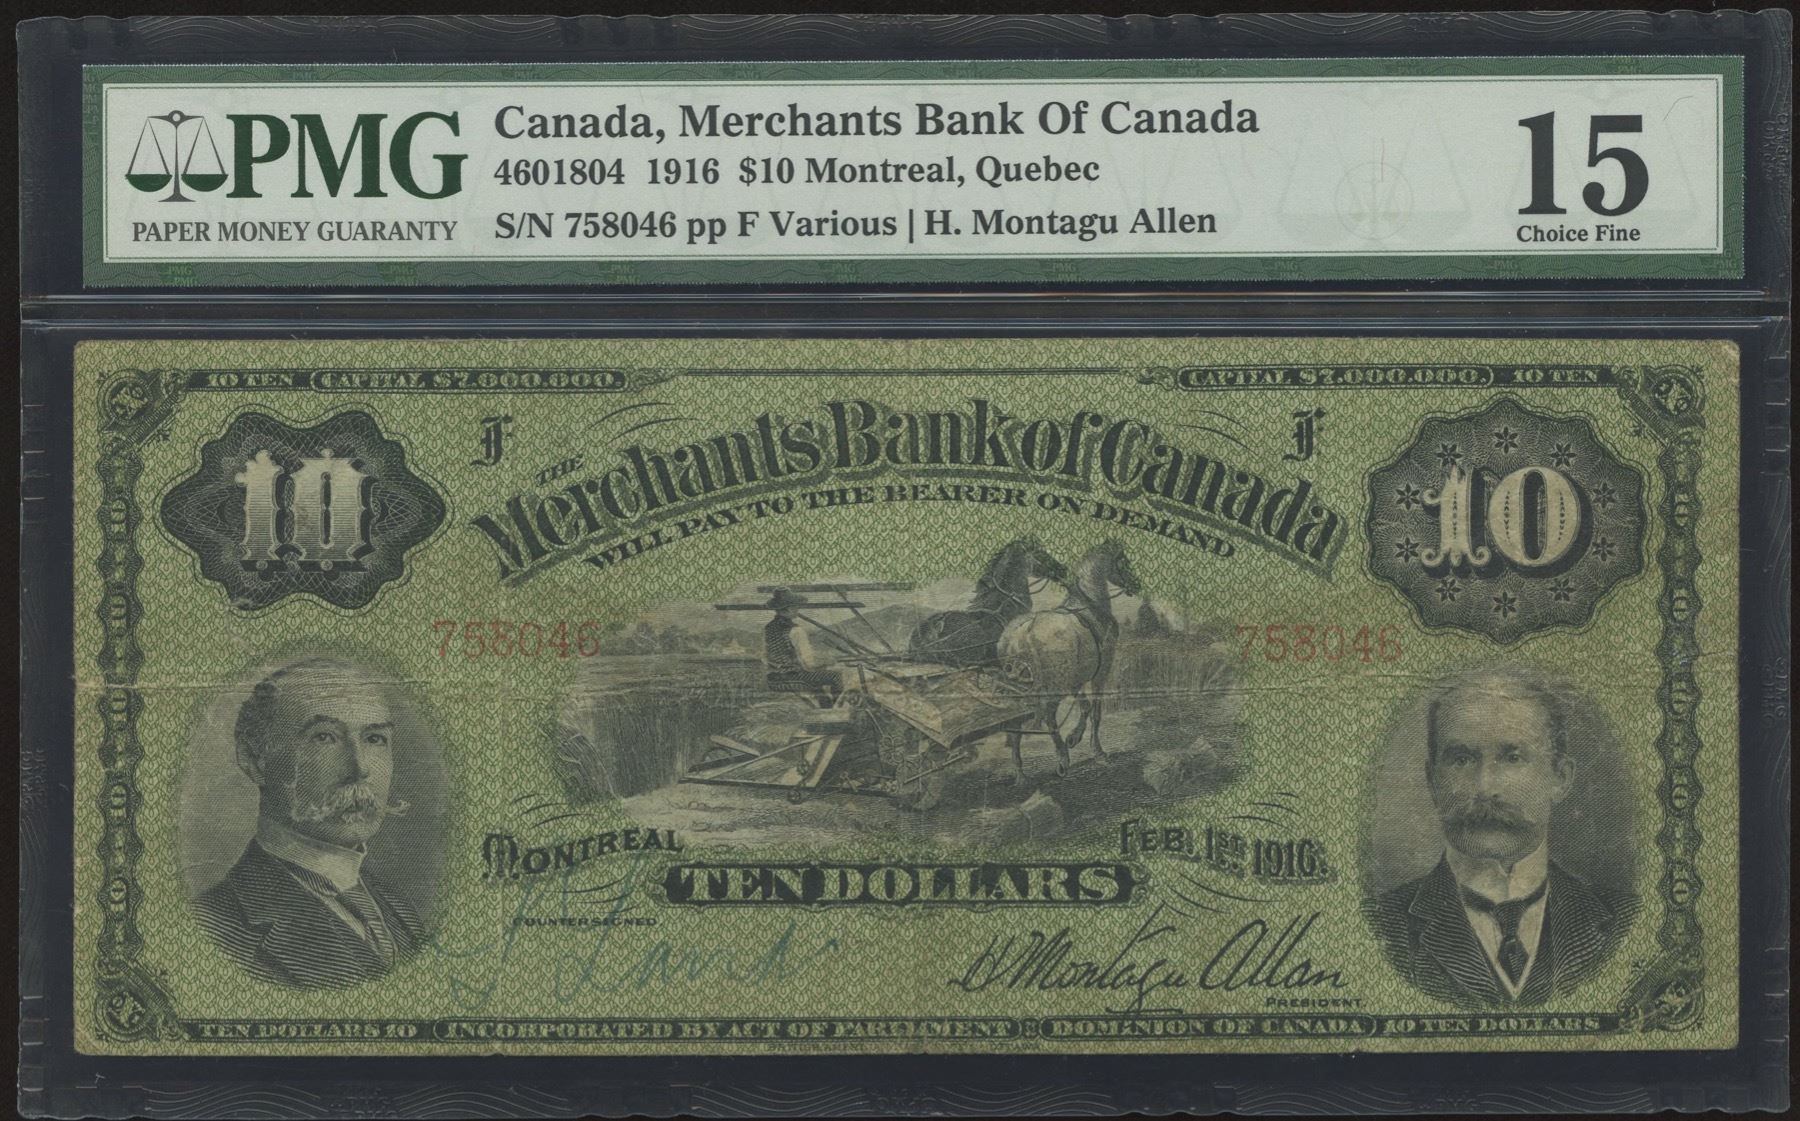 PMG
PAPER MONEY GUARANTY
Canada, Merchants Bank Of Canada
4601804 1916 $10 Montreal, Quebec
S/N 758046 pp F Various | H. Montagu Allen
15
Choice Fine
10 TEN CAPITAL $7,000,000. CAPITAL $7,000,000. 10 TEN
10 F F 10
THE Merchants Bank of Canada
WILL PAY TO THE BEARER ON DEMAND
758046 758046
MONTREAL FEB. 1ST 1916.
TEN DOLLARS
COUNTERSIGNED
H Montagu Allan
PRESIDENT.
TEN DOLLARS 10 INCORPORATED BY ACT OF PARLIAMENT DOMINION OF CANADA 10 TEN DOLLARS